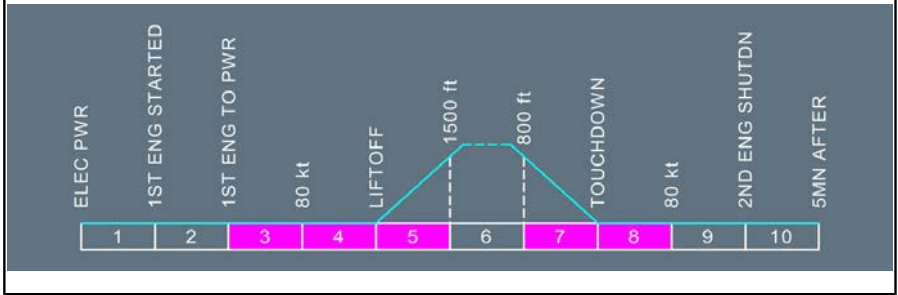 ELEC PWR
1ST ENG STARTED
1ST ENG TO PWR
80 kt
LIFTOFF
1500 ft
800 ft
TOUCHDOWN
80 kt
2ND ENG SHUTDN
5MN AFTER
1 2 3 4 5 6 7 8 9 10